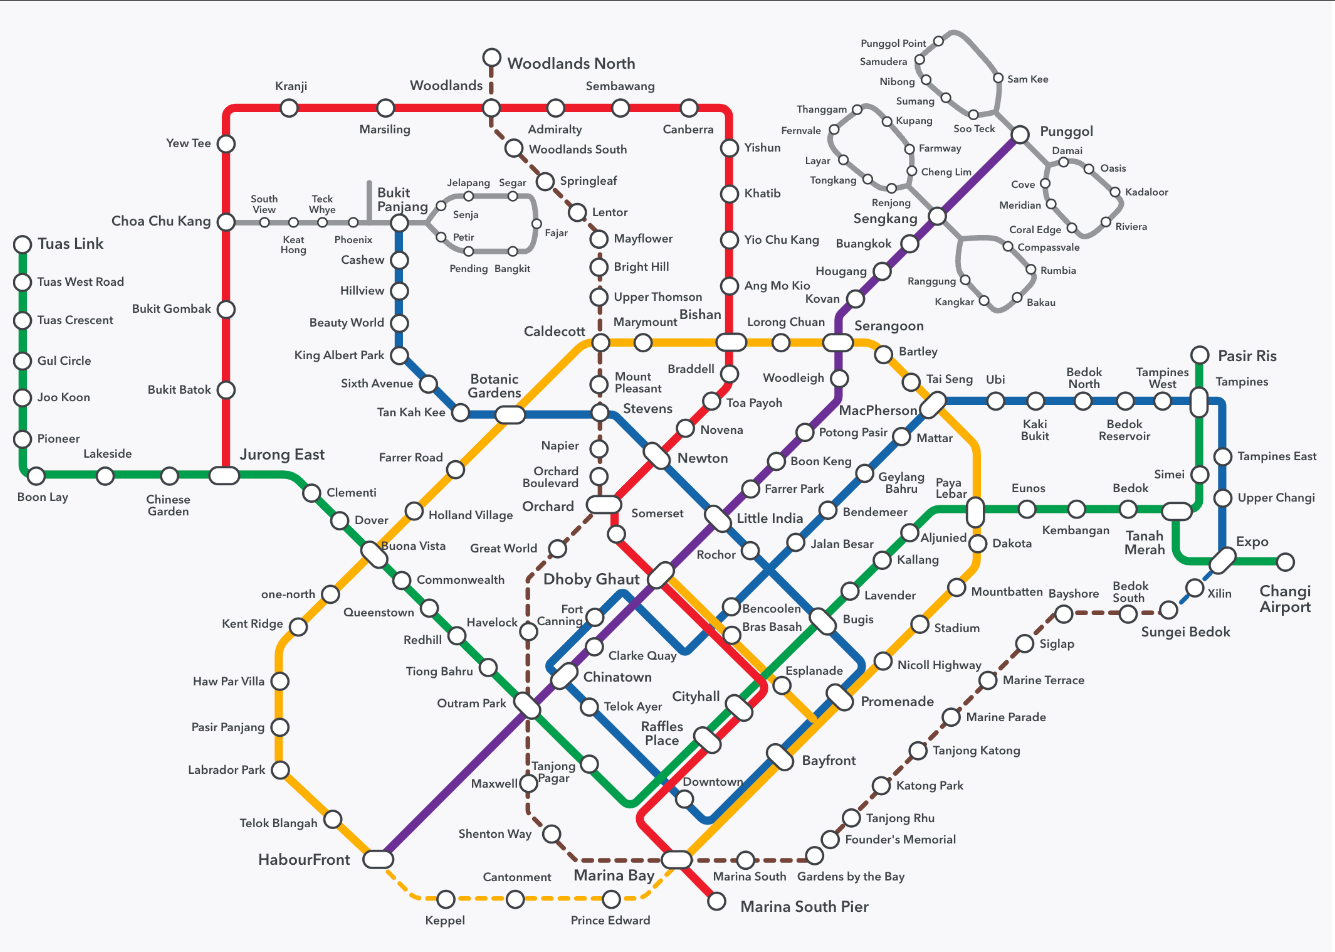 Punggol Point
Samudera
Nibong
Sumang
Soo Teck
Sam Kee
Woodlands North
Kranji
Woodlands
Sembawang
Marsiling
Admiralty
Canberra
Thanggam
Fernvale
Kupang
Farmway
Layar
Cheng Lim
Tongkang
Renjong
Punggol
Damai
Oasis
Cove
Kadaloor
Meridian
Coral Edge
Riviera
Yew Tee
Woodlands South
Yishun
Springleaf
Khatib
Lentor
Choa Chu Kang
South
View
Teck
Whye
Keat
Hong
Phoenix
Bukit
Panjang
Jelapang
Segar
Senja
Petir
Fajar
Pending
Bangkit
Mayflower
Yio Chu Kang
Sengkang
Buangkok
Compassvale
Rumbia
Ranggung
Kangkar
Bakau
Tuas Link
Cashew
Bright Hill
Hougang
Tuas West Road
Hillview
Upper Thomson
Ang Mo Kio
Kovan
Tuas Crescent
Bukit Gombak
Beauty World
Caldecott
Marymount
Bishan
Lorong Chuan
Serangoon
Gul Circle
King Albert Park
Braddell
Bartley
Pasir Ris
Joo Koon
Bukit Batok
Sixth Avenue
Botanic
Gardens
Mount
Pleasant
Woodleigh
Tai Seng
Ubi
Bedok
North
Tampines
West
Tampines
Tan Kah Kee
Stevens
Toa Payoh
MacPherson
Kaki
Bukit
Bedok
Reservoir
Pioneer
Novena
Potong Pasir
Mattar
Lakeside
Jurong East
Farrer Road
Napier
Newton
Boon Keng
Tampines East
Boon Lay
Chinese
Garden
Clementi
Orchard
Boulevard
Geylang
Bahru
Paya
Lebar
Simei
Eunos
Bedok
Upper Changi
Holland Village
Orchard
Somerset
Farrer Park
Little India
Bendemeer
Kembangan
Tanah
Merah
Dover
Buona Vista
Great World
Rochor
Jalan Besar
Aljunied
Dakota
Expo
Kallang
one-north
Commonwealth
Dhoby Ghaut
Lavender
Mountbatten
Bayshore
Bedok
South
Xilin
Changi
Airport
Queenstown
Havelock
Fort
Canning
Bencoolen
Bras Basah
Bugis
Stadium
Sungei Bedok
Kent Ridge
Redhill
Clarke Quay
Siglap
Haw Par Villa
Tiong Bahru
Chinatown
Esplanade
Nicoll Highway
Marine Terrace
Outram Park
Telok Ayer
Cityhall
Promenade
Pasir Panjang
Raffles
Place
Marine Parade
Labrador Park
Tanjong
Pagar
Bayfront
Tanjong Katong
Maxwell
Downtown
Katong Park
Telok Blangah
Shenton Way
Tanjong Rhu
Founder's Memorial
HabourFront
Marina Bay
Marina South
Gardens by the Bay
Cantonment
Keppel
Prince Edward
Marina South Pier